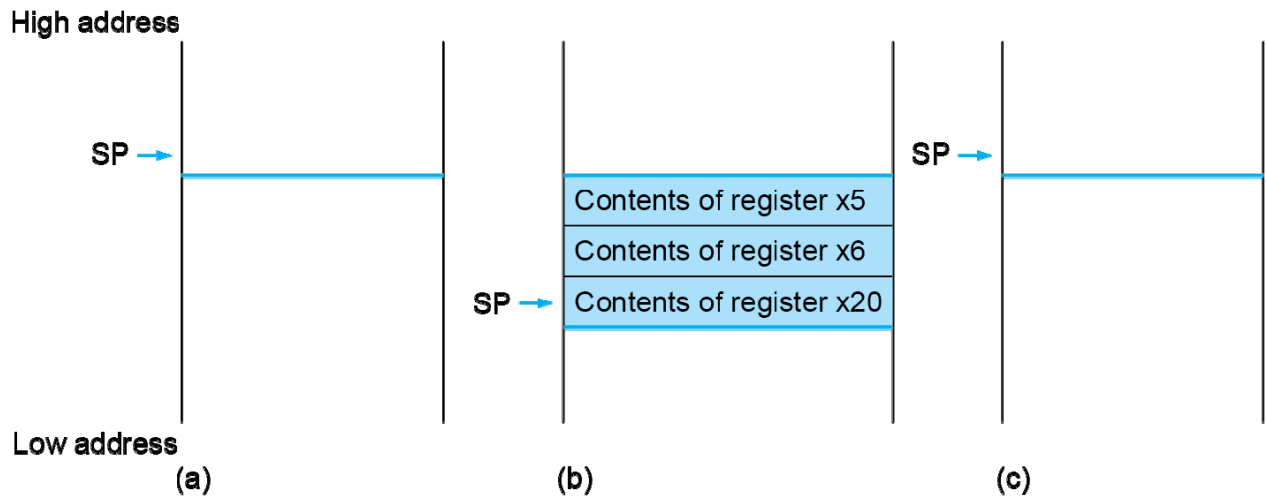 High address
SP
SP
Contents of register x5
Contents of register x6
SP
Contents of register x20
Low address
(a)
(b)
(c)